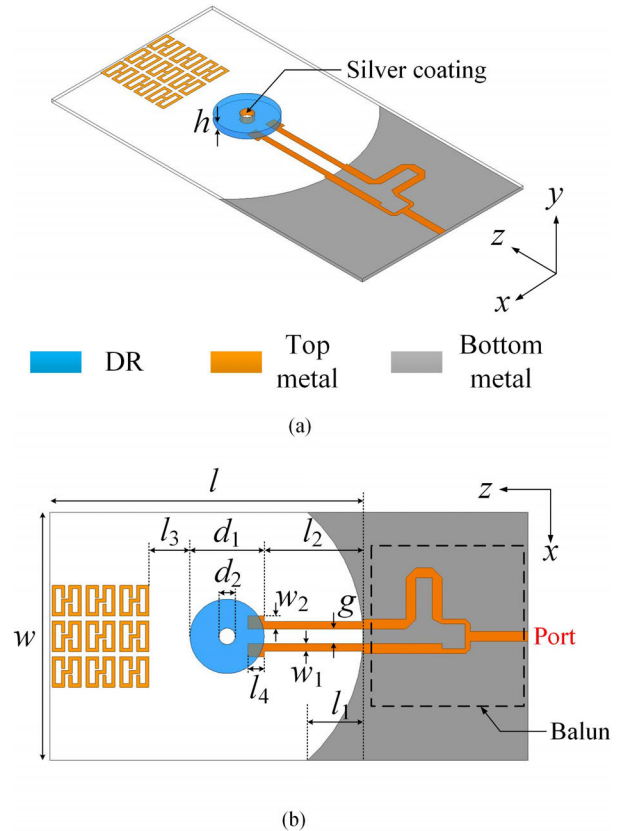 Silver coating
h
y
z
x
DR
Top metal
Bottom metal
(a)
l
z
x
l3
d1
l2
d2
w2
g
w
Port
w1
l4
l1
Balun
(b)